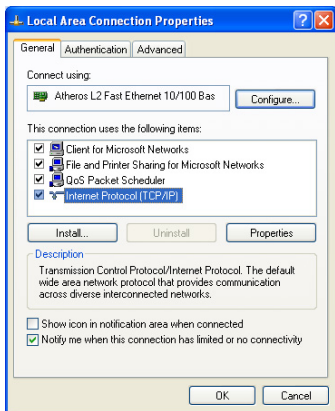 Local Area Connection Properties
General Authentication Advanced
Connect using:
Atheros L2 Fast Ethernet 10/100 Bas Configure...
This connection uses the following items:
Client for Microsoft Networks
File and Printer Sharing for Microsoft Networks
QoS Packet Scheduler
Internet Protocol (TCP/IP)
Install... Uninstall Properties
Description
Transmission Control Protocol/Internet Protocol. The default
wide area network protocol that provides communication
across diverse interconnected networks.
Show icon in notification area when connected
Notify me when this connection has limited or no connectivity
OK Cancel